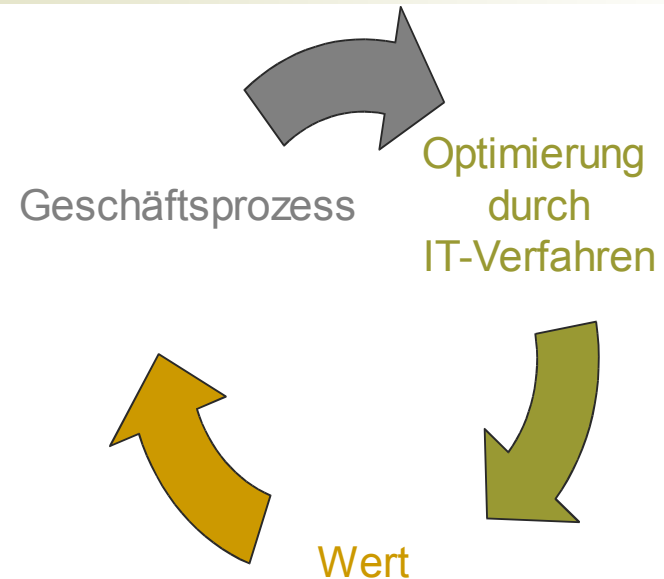 Geschäftsprozess
Optimierung
durch
IT-Verfahren
Wert